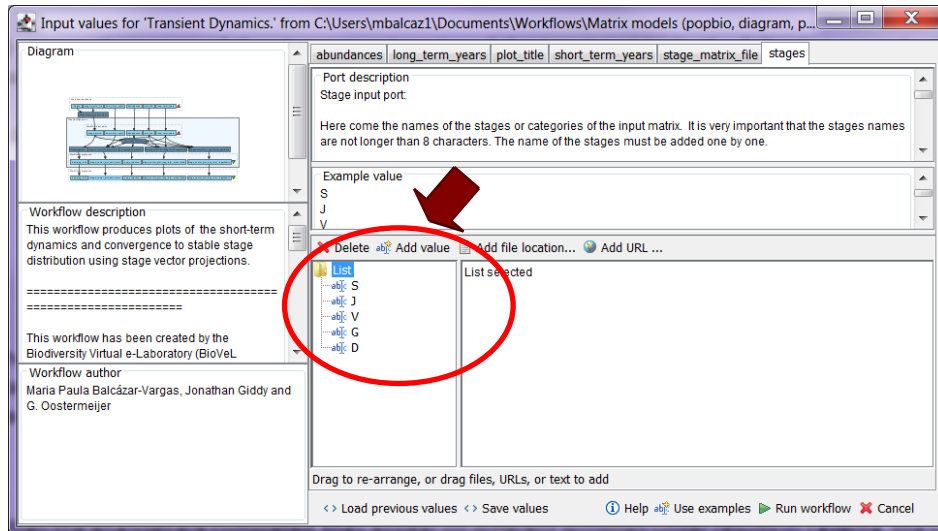 Input values for 'Transient Dynamics.' from C:\Users\mbalcaz1\Documents\Workflows\Matrix models (popbio, diagram, p...
Diagram
Workflow description
This workflow produces plots of the short-term
dynamics and convergence to stable stage
distribution using stage vector projections.
=====================================
=======================
This workflow has been created by the
Biodiversity Virtual e-Laboratory (BioVeL
Workflow author
Maria Paula Balcázar-Vargas, Jonathan Giddy and
G. Oostermeijer
abundances long_term_years plot_title short_term_years stage_matrix_file stages
Port description
Stage input port:
Here come the names of the stages or categories of the input matrix. It is very important that the stages names
are not longer than 8 characters. The name of the stages must be added one by one.
Example value
S
J
V
Delete Add value Add file location... Add URL ...
List
S
J
V
G
D
List selected
Drag to re-arrange, or drag files, URLs, or text to add
Load previous values Save values Help Use examples Run workflow Cancel